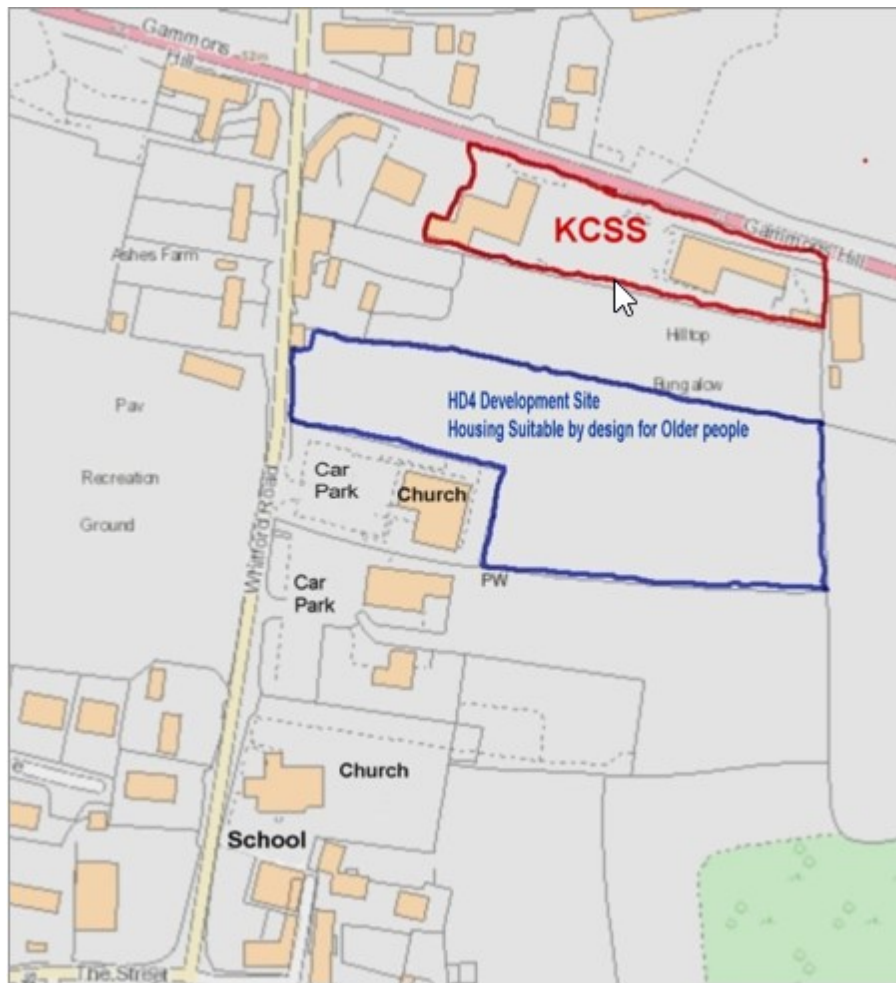 Gammons
Hill
52m
KCSS
Gammons Hill
Ashes Farm
Hilltop
Bungalow
HD4 Development Site
Housing Suitable by design for Older people
Pav
Recreation
Ground
Car
Park
Church
Whitford Road
PW
Car
Park
Church
School
The Street